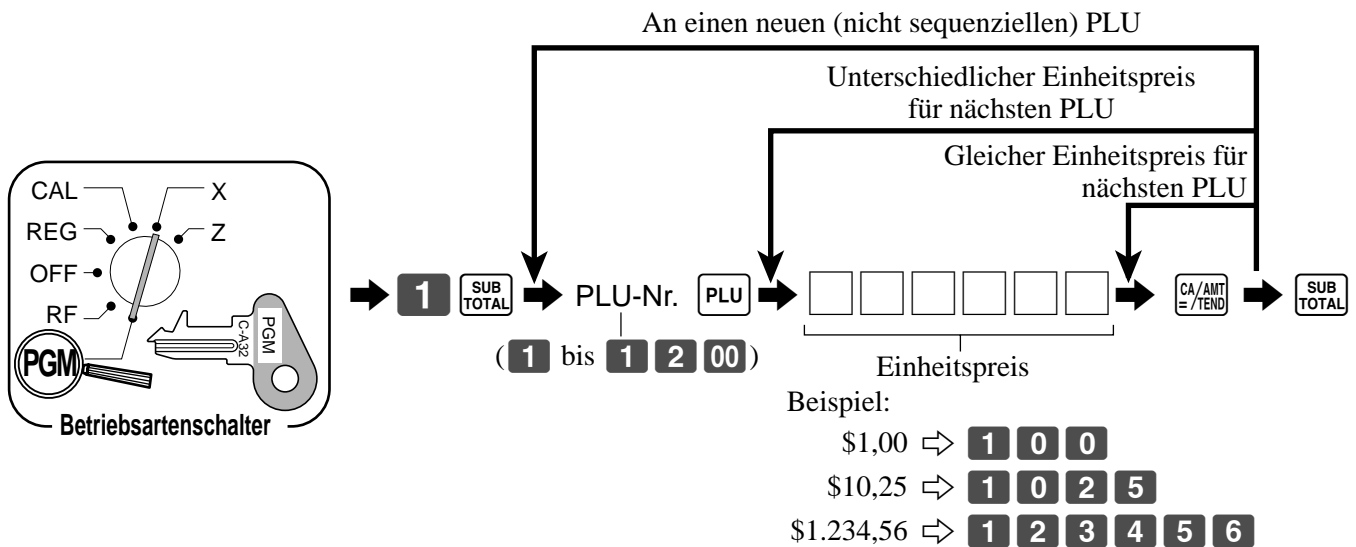 An einen neuen (nicht sequenziellen) PLU
Unterschiedlicher Einheitspreis
für nächsten PLU
Gleicher Einheitspreis für
nächsten PLU
CAL
X
REG
Z
OFF
RF
PGM
PGM
C-A32
Betriebsartenschalter
1 SUB TOTAL PLU-Nr. PLU CA/AMT =/TEND SUB TOTAL
(1 bis 1 2 00)
Einheitspreis
Beispiel:
$1,00 ⇨ 1 0 0
$10,25 ⇨ 1 0 2 5
$1.234,56 ⇨ 1 2 3 4 5 6